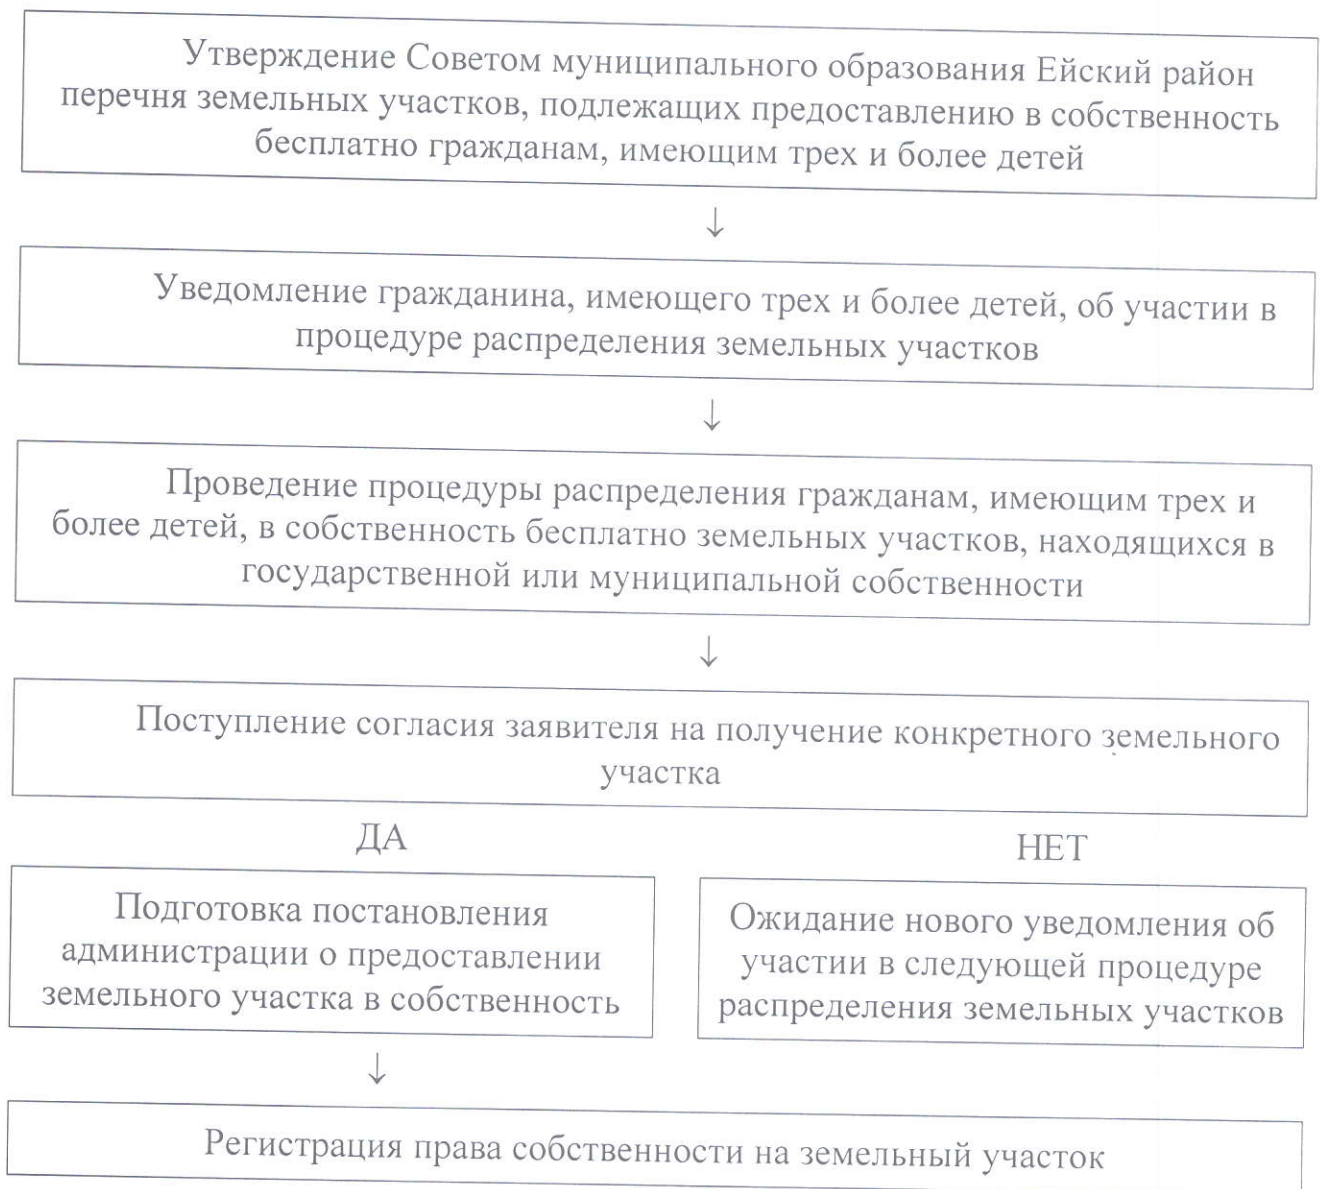 Утверждение Советом муниципального образования Ейский район
перечня земельных участков, подлежащих предоставлению в собственность
бесплатно гражданам, имеющим трех и более детей
↓
Уведомление гражданина, имеющего трех и более детей, об участии в
процедуре распределения земельных участков
↓
Проведение процедуры распределения гражданам, имеющим трех и
более детей, в собственность бесплатно земельных участков, находящихся в
государственной или муниципальной собственности
↓
Поступление согласия заявителя на получение конкретного земельного
участка
ДА
НЕТ
Подготовка постановления
администрации о предоставлении
земельного участка в собственность
Ожидание нового уведомления об
участии в следующей процедуре
распределения земельных участков
↓
Регистрация права собственности на земельный участок